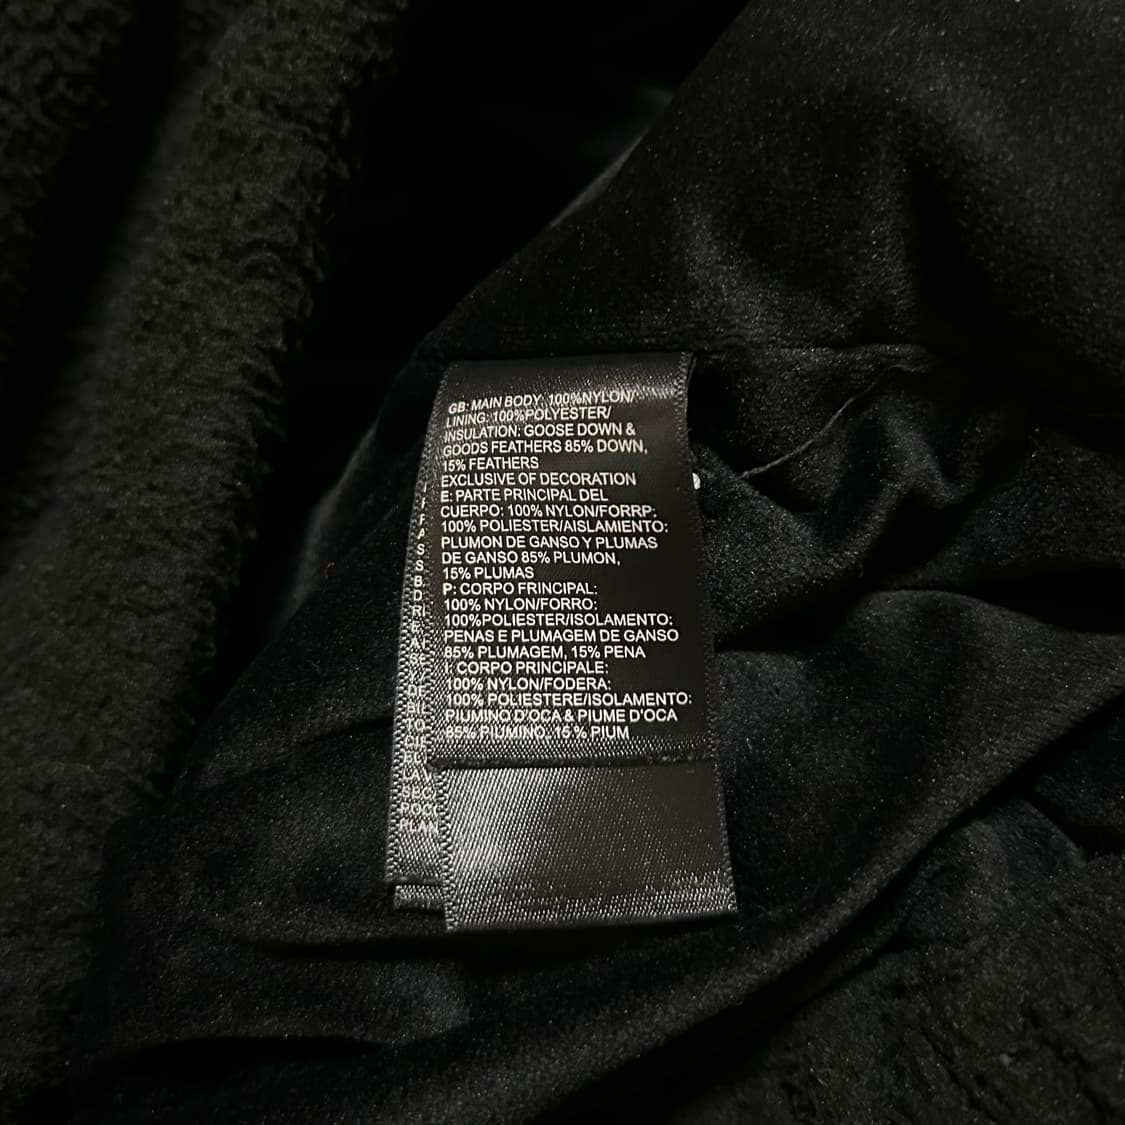 GB: MAIN BODY: 100%NYLON/
LINING: 100%POLYESTER/
INSULATION: GOOSE DOWN &
GOODS FEATHERS 85% DOWN,
15% FEATHERS
EXCLUSIVE OF DECORATION
E: PARTE PRINCIPAL DEL
CUERPO: 100% NYLON/FORRP:
100% POLIESTER/AISLAMIENTO:
PLUMON DE GANSO Y PLUMAS
DE GANSO 85% PLUMON,
15% PLUMAS
P: CORPO FRINCIPAL:
100% NYLON/FORRO:
100%POLIESTER/ISOLAMENTO:
PENAS E PLUMAGEM DE GANSO
85% PLUMAGEM, 15% PENA
I: CORPO PRINCIPALE:
100% NYLON/FODERA:
100% POLIESTERE/ISOLAMENTO:
PIUMINO D'OCA & PIUME D'OCA
85% PIUMINO, 15 % PIUM